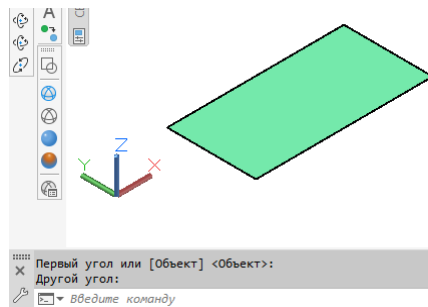 A
Z
Y
X
Первый угол или [Объект] <Объект>:
Другой угол:
Введите команду